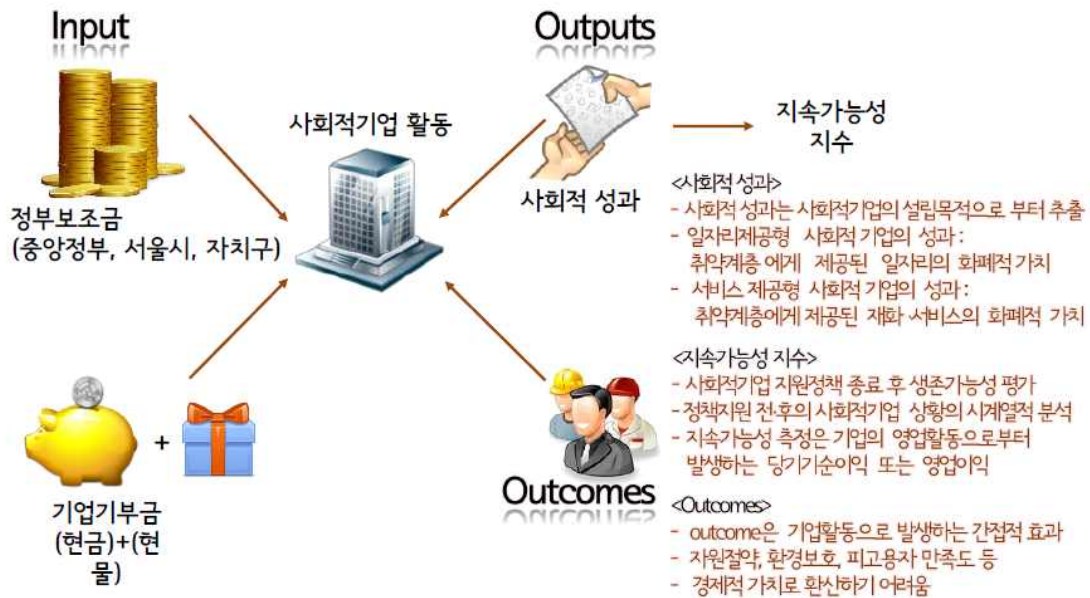 Input
정부보조금
(중앙정부, 서울시, 자치구)
+
기업기부금
(현금)+(현
물)
사회적기업 활동
Outputs
사회적 성과
Outcomes
지속가능성
지수
<사회적 성과>
- 사회적 성과는 사회적기업의 설립목적으로 부터 추출
- 일자리제공형 사회적 기업의 성과 :
취약계층 에게 제공된 일자리의 화폐적 가치
- 서비스 제공형 사회적 기업의 성과 :
취약계층에게 제공된 재화 서비스의 화폐적 가치
<지속가능성 지수>
- 사회적기업 지원정책 종료 후 생존가능성 평가
- 정책지원 전·후의 사회적기업 상황의 시계열적 분석
- 지속가능성 측정은 기업의 영업활동으로부터
발생하는 당기기순이익 또는 영업이익
<Outcomes>
- outcome은 기업활동으로 발생하는 간접적 효과
- 자원절약, 환경보호, 피고용자 만족도 등
- 경제적 가치로 환산하기 어려움